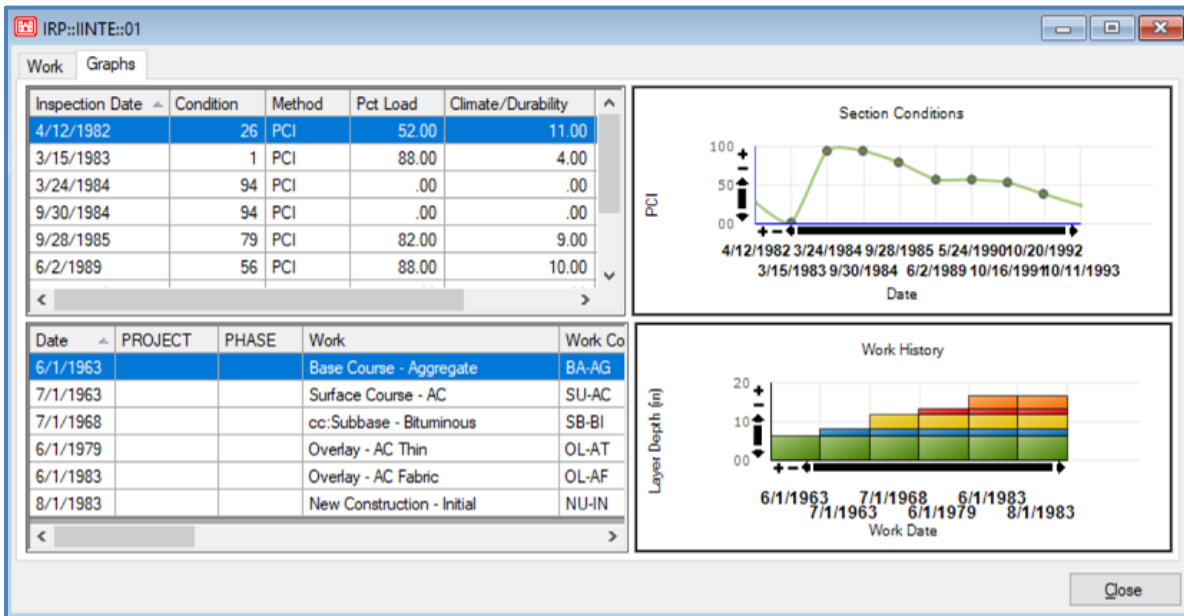 IRP::IINTE::01
Work Graphs
Inspection Date Condition Method Pct Load Climate/Durability
4/12/1982 26 PCI 52.00 11.00
3/15/1983 1 PCI 88.00 4.00
3/24/1984 94 PCI .00 .00
9/30/1984 94 PCI .00 .00
9/28/1985 79 PCI 82.00 9.00
6/2/1989 56 PCI 88.00 10.00
Section Conditions
PCI
100
50
00
4/12/1982 3/24/1984 9/28/1985 5/24/1990 10/20/1992
3/15/1983 9/30/1984 6/2/1989 10/16/1991 10/11/1993
Date
Date PROJECT PHASE Work Work Co
6/1/1963 Base Course - Aggregate BA-AG
7/1/1963 Surface Course - AC SU-AC
7/1/1968 cc:Subbase - Bituminous SB-BI
6/1/1979 Overlay - AC Thin OL-AT
6/1/1983 Overlay - AC Fabric OL-AF
8/1/1983 New Construction - Initial NU-IN
Work History
Layer Depth (in)
20
10
00
6/1/1963 7/1/1968 6/1/1983
7/1/1963 6/1/1979 8/1/1983
Work Date
Close